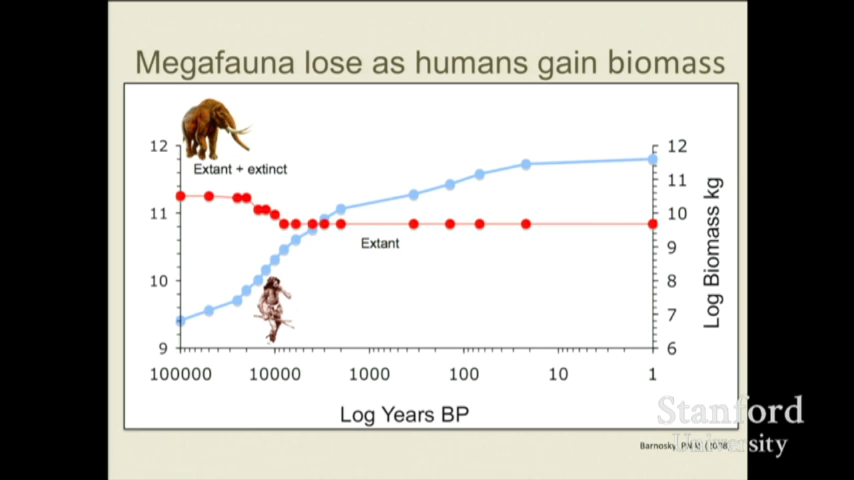 Megafauna lose as humans gain biomass
12
11
10
9
Extant + extinct
Extant
12
11
10
9
8
7
6
Log Biomass kg
100000
10000
1000
100
10
1
Log Years BP
Stanford
University
Barnosky